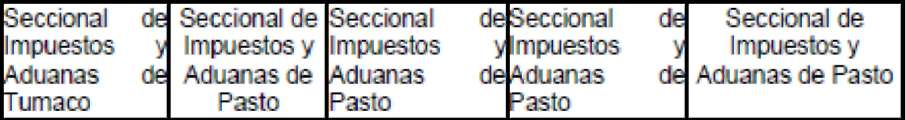 Seccional de
Impuestos y
Aduanas de
Tumaco
Seccional de
Impuestos y
Aduanas de
Pasto
Seccional de
Impuestos y
Aduanas de
Pasto
Seccional de
Impuestos y
Aduanas de
Pasto
Seccional de
Impuestos y
Aduanas de Pasto